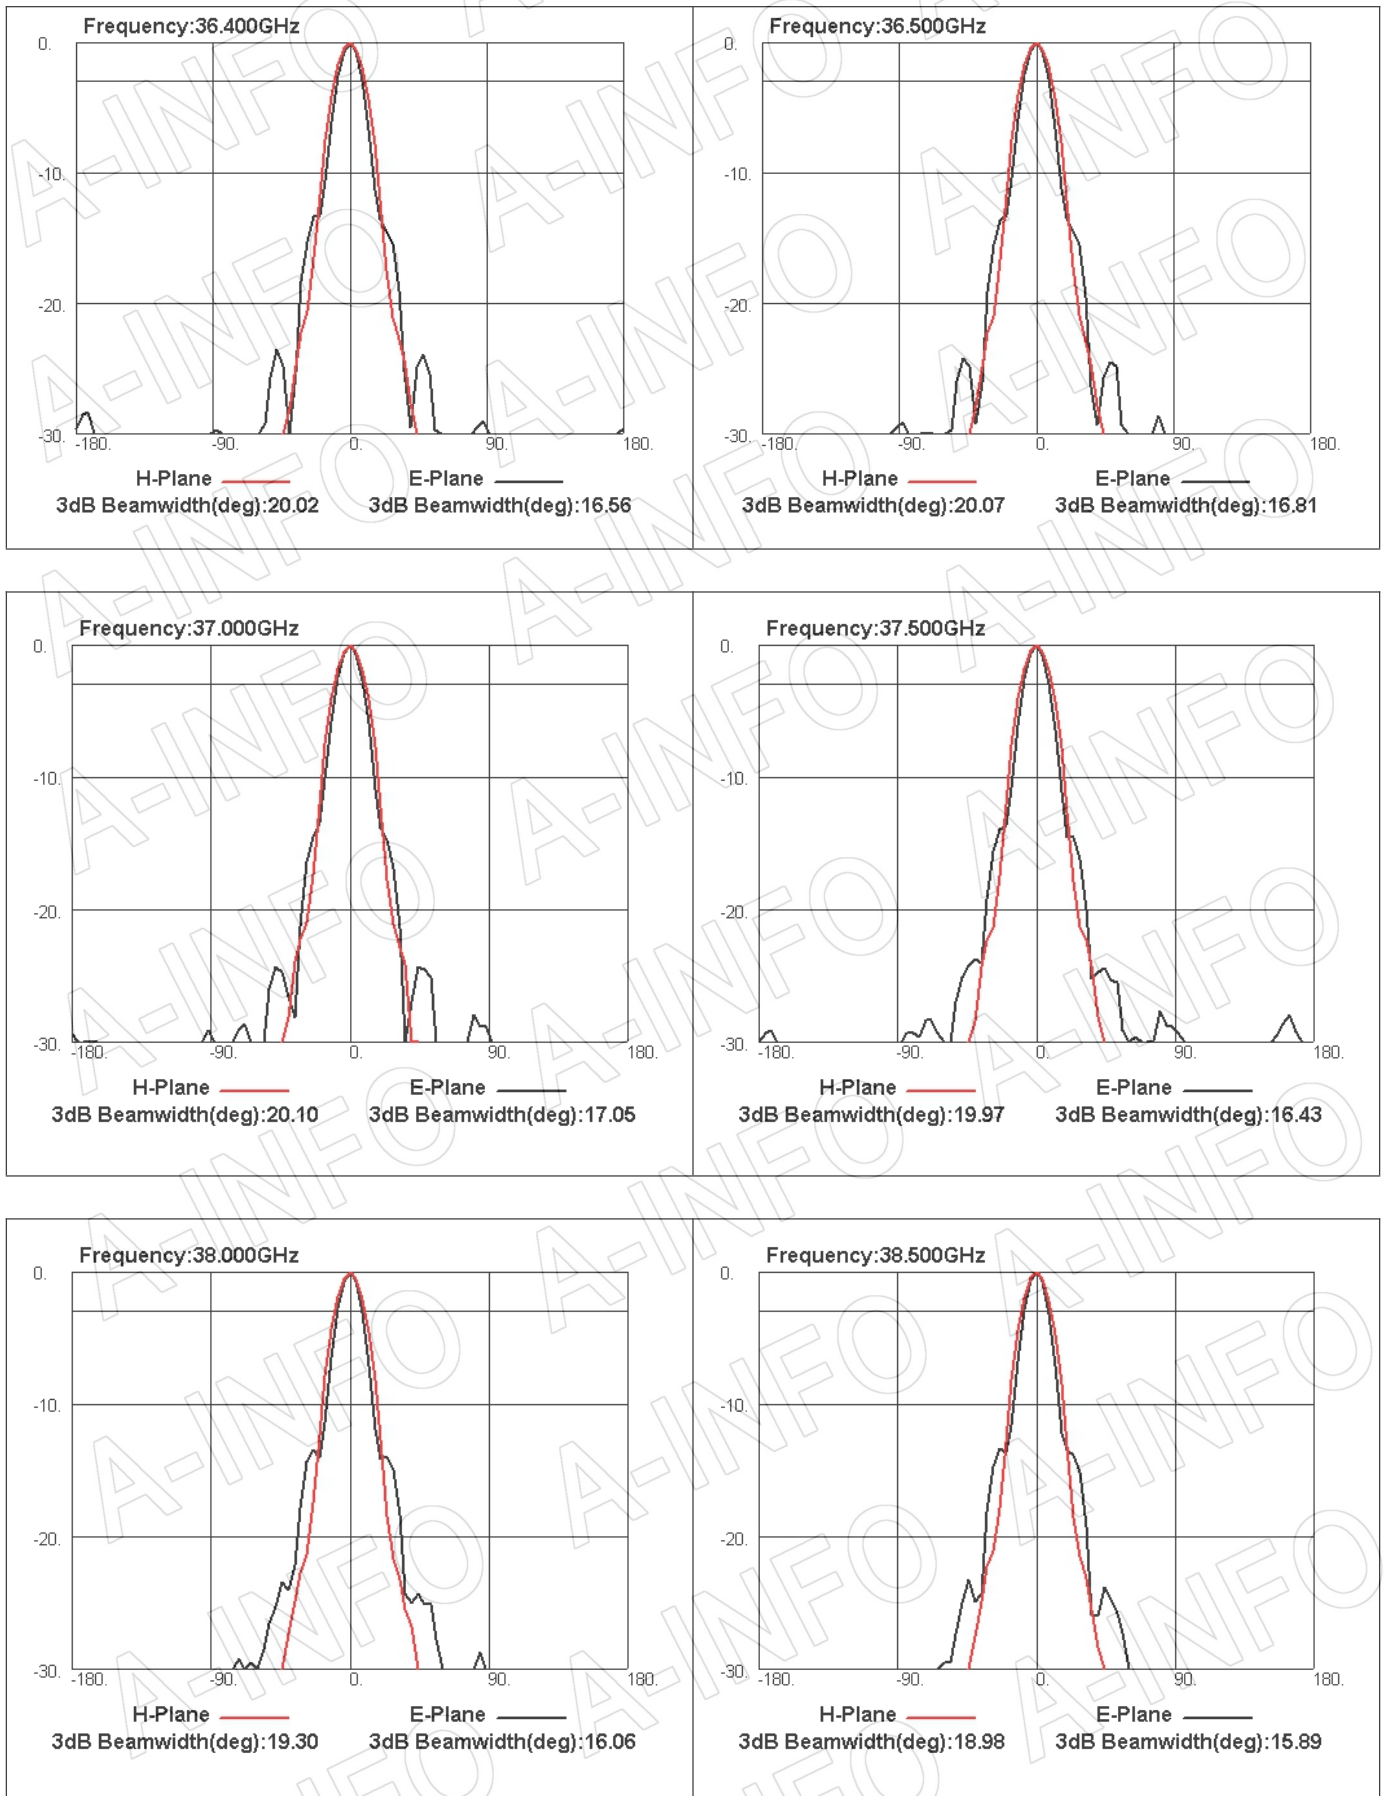 Frequency:36.400GHz
0.
-10.
-20.
-30.
-180. -90. 0. 90. 180.
H-Plane E-Plane
3dB Beamwidth(deg):20.02 3dB Beamwidth(deg):16.56
Frequency:36.500GHz
0.
-10.
-20.
-30.
-180. -90. 0. 90. 180.
H-Plane E-Plane
3dB Beamwidth(deg):20.07 3dB Beamwidth(deg):16.81
Frequency:37.000GHz
0.
-10.
-20.
-30.
-180. -90. 0. 90. 180.
H-Plane E-Plane
3dB Beamwidth(deg):20.10 3dB Beamwidth(deg):17.05
Frequency:37.500GHz
0.
-10.
-20.
-30.
-180. -90. 0. 90. 180.
H-Plane E-Plane
3dB Beamwidth(deg):19.97 3dB Beamwidth(deg):16.43
Frequency:38.000GHz
0.
-10.
-20.
-30.
-180. -90. 0. 90. 180.
H-Plane E-Plane
3dB Beamwidth(deg):19.30 3dB Beamwidth(deg):16.06
Frequency:38.500GHz
0.
-10.
-20.
-30.
-180. -90. 0. 90. 180.
H-Plane E-Plane
3dB Beamwidth(deg):18.98 3dB Beamwidth(deg):15.89
A-INFO